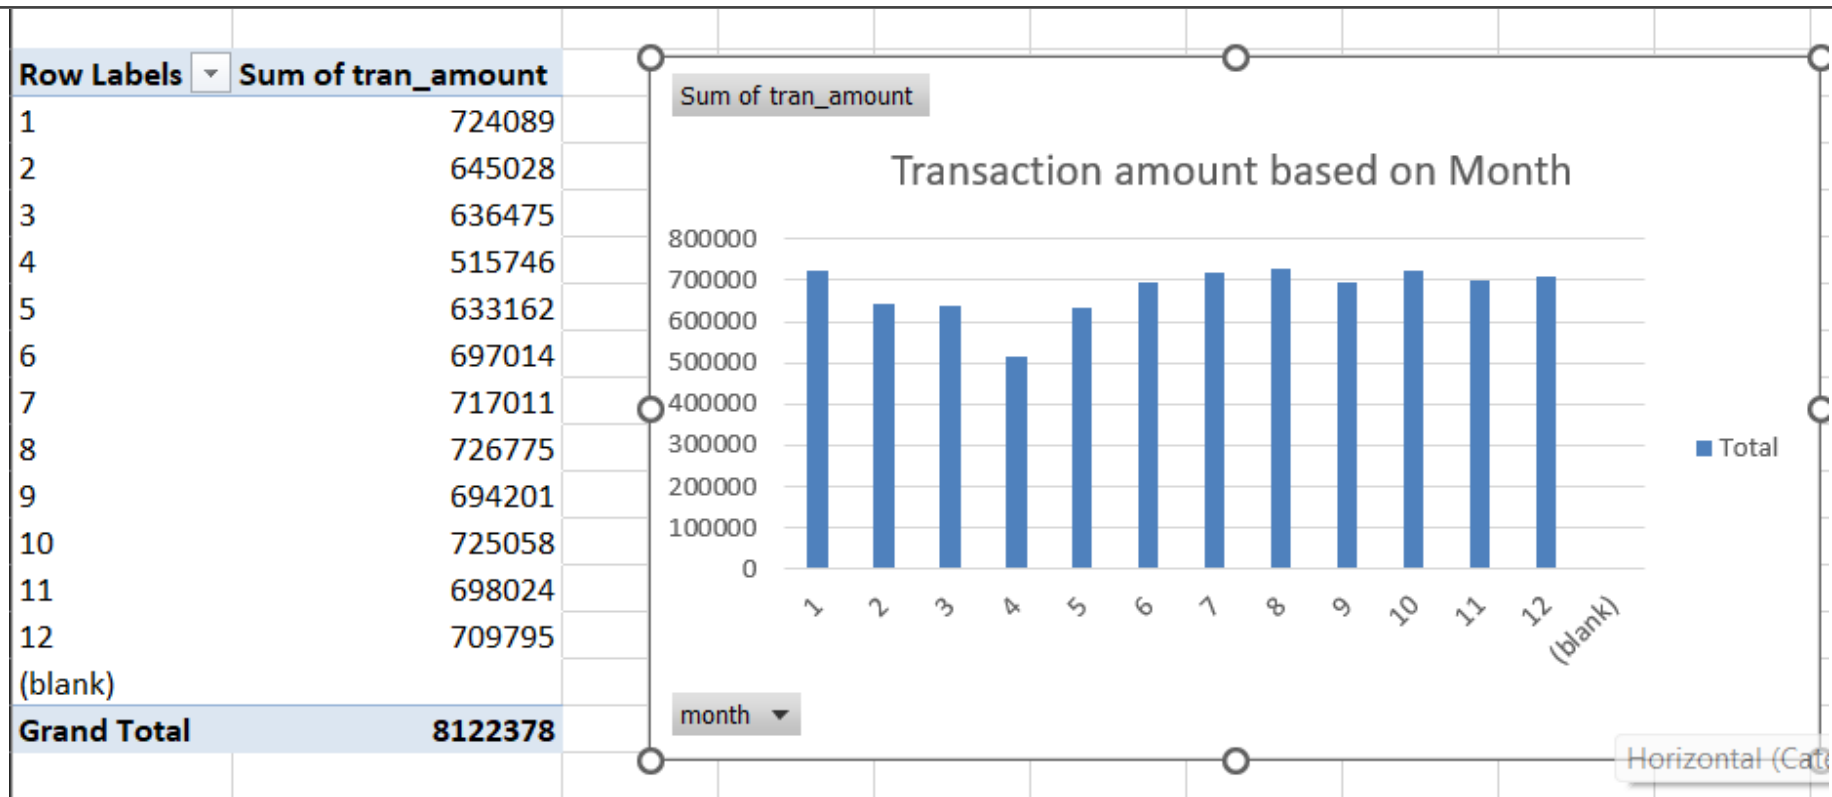 Row Labels Sum of tran_amount
1 724089
2 645028
3 636475
4 515746
5 633162
6 697014
7 717011
8 726775
9 694201
10 725058
11 698024
12 709795
(blank)
Grand Total 8122378
Sum of tran_amount
Transaction amount based on Month
800000
700000
600000
500000
400000
300000
200000
100000
0
1 2 3 4 5 6 7 8 9 10 11 12 (blank)
Total
month
Horizontal (Cate